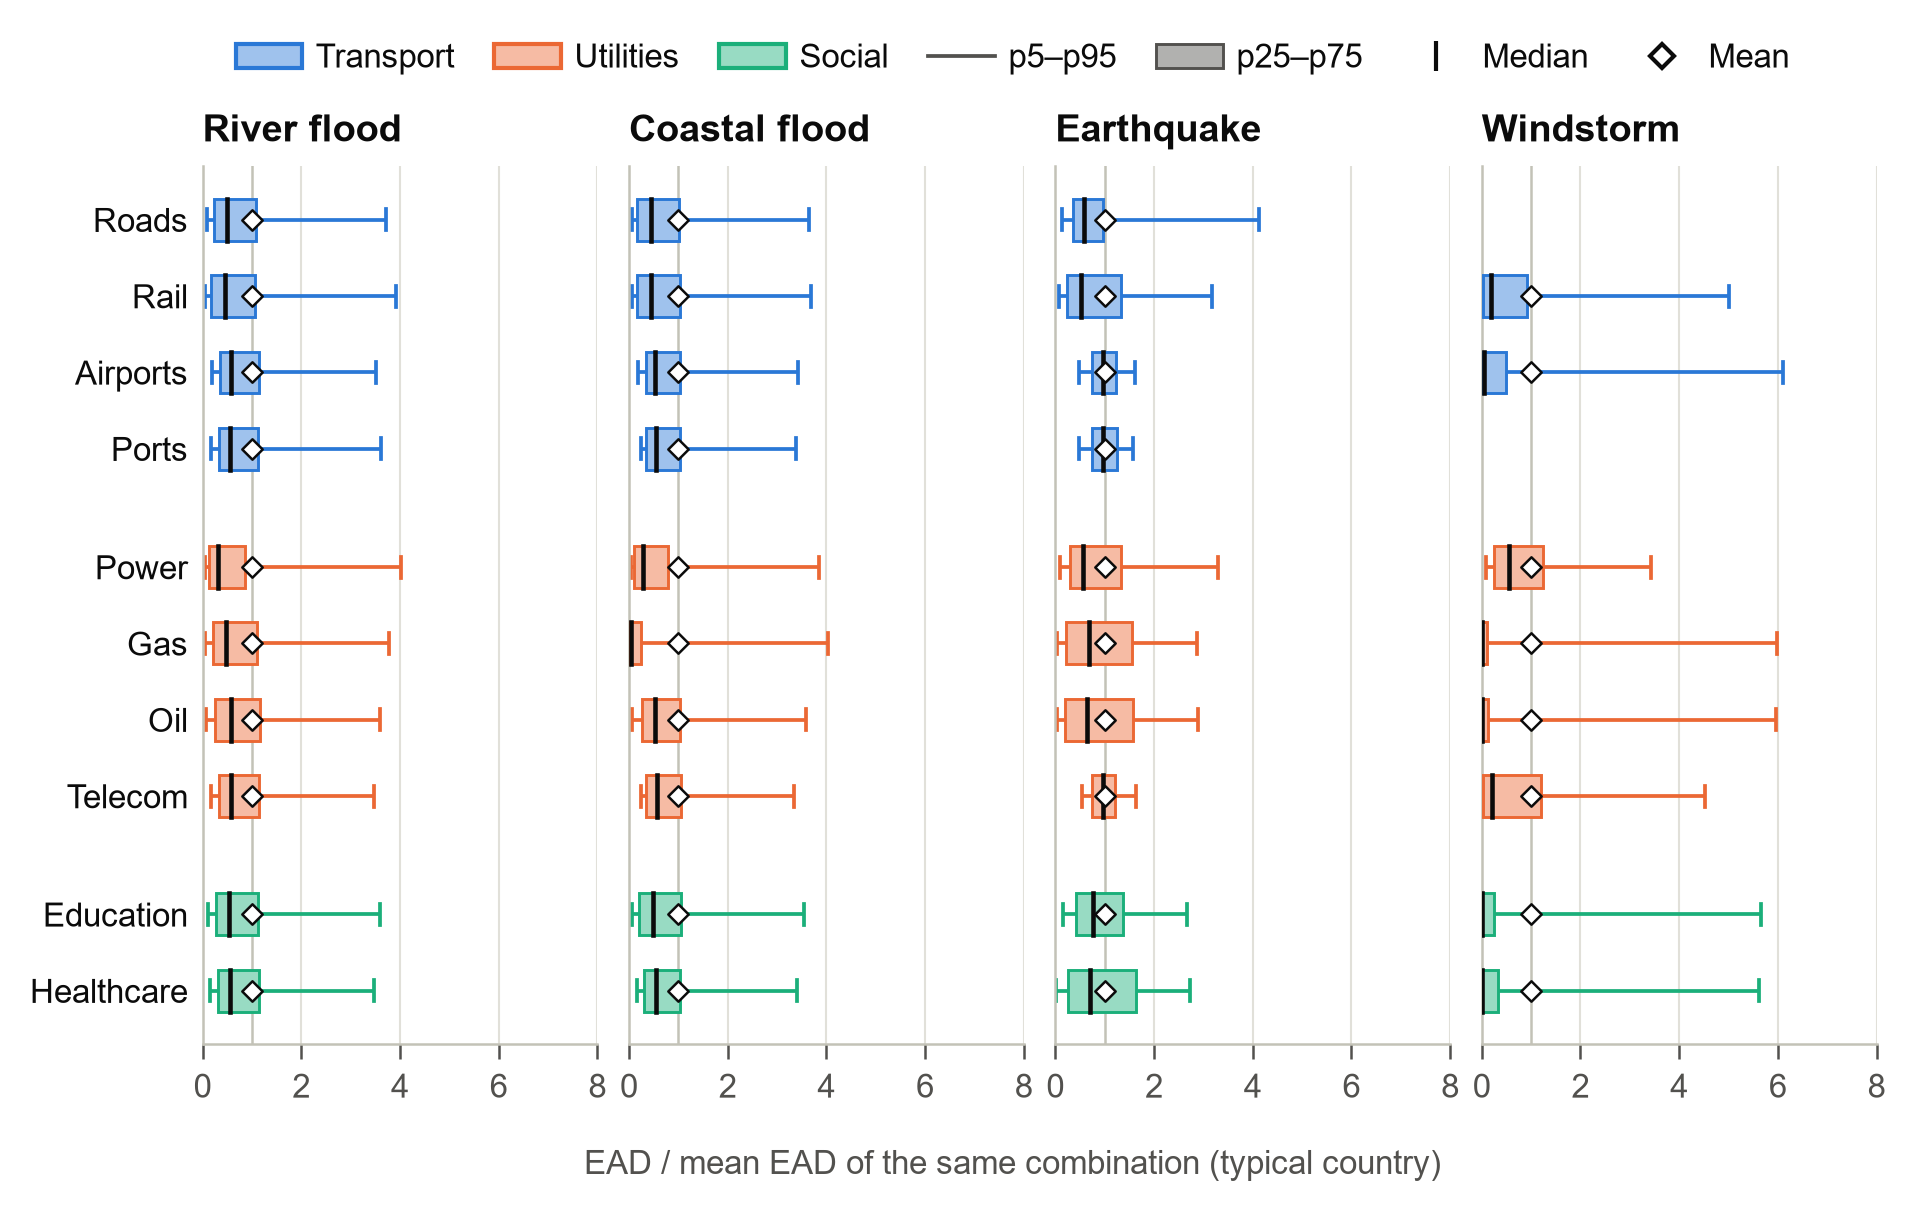 Transport Utilities Social p5–p95 p25–p75 Median Mean
River flood Coastal flood Earthquake Windstorm
Roads
Rail
Airports
Ports
Power
Gas
Oil
Telecom
Education
Healthcare
0 2 4 6 8 0 2 4 6 8 0 2 4 6 8 0 2 4 6 8
EAD / mean EAD of the same combination (typical country)